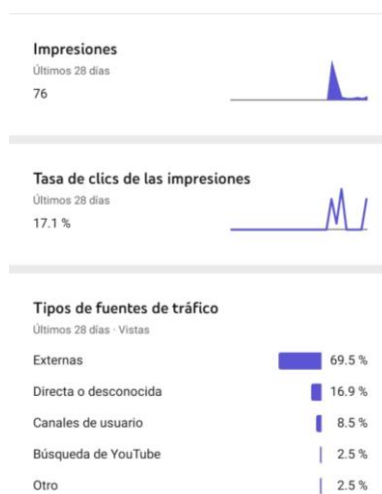 Impresiones
Últimos 28 días
76
Tasa de clics de las impresiones
Últimos 28 días
17.1 %
Tipos de fuentes de tráfico
Últimos 28 días · Vistas
Externas 69.5 %
Directa o desconocida 16.9 %
Canales de usuario 8.5 %
Búsqueda de YouTube 2.5 %
Otro 2.5 %